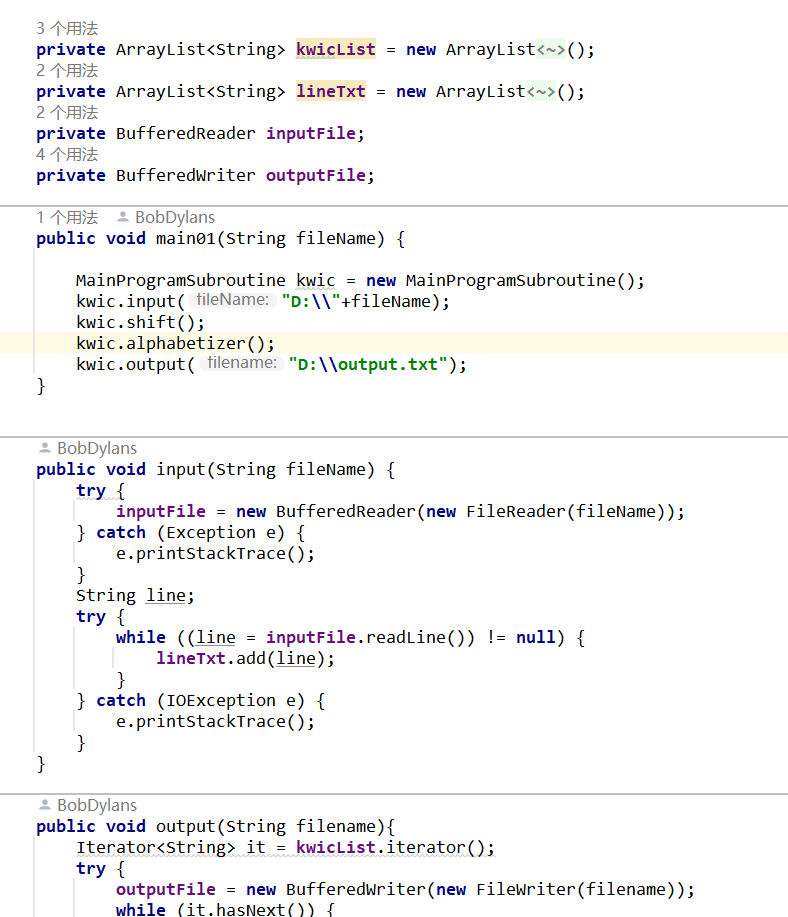 3 个用法
private ArrayList<String> kwicList = new ArrayList<~>();
2 个用法
private ArrayList<String> lineTxt = new ArrayList<~>();
2 个用法
private BufferedReader inputFile;
4 个用法
private BufferedWriter outputFile;
1 个用法 BobDylans
public void main01(String fileName) {
MainProgramSubroutine kwic = new MainProgramSubroutine();
kwic.input( fileName: "D:\\"+fileName);
kwic.shift();
kwic.alphabetizer();
kwic.output( filename: "D:\\output.txt");
}
BobDylans
public void input(String fileName) {
try {
inputFile = new BufferedReader(new FileReader(fileName));
} catch (Exception e) {
e.printStackTrace();
}
String line;
try {
while ((line = inputFile.readLine()) != null) {
lineTxt.add(line);
}
} catch (IOException e) {
e.printStackTrace();
}
}
BobDylans
public void output(String filename){
Iterator<String> it = kwicList.iterator();
try {
outputFile = new BufferedWriter(new FileWriter(filename));
while (it.hasNext()) {